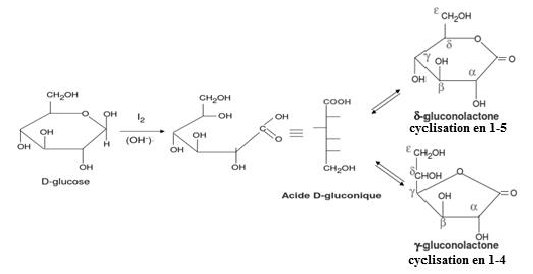 CH₂OH
O
OH
OH
OH
H
OH
D-glucose
I₂
(OH⁻)
CH₂OH
OH
OH
C
OH
O
OH
OH
≡
COOH
CH₂OH
Acide D-gluconique
ε CH₂OH
δ
O
γ
OH
α
O
OH
β
OH
δ-gluconolactone
cyclisation en 1-5
ε CH₂OH
δ CHOH
O
γ
OH
α
O
β
OH
γ-gluconolactone
cyclisation en 1-4